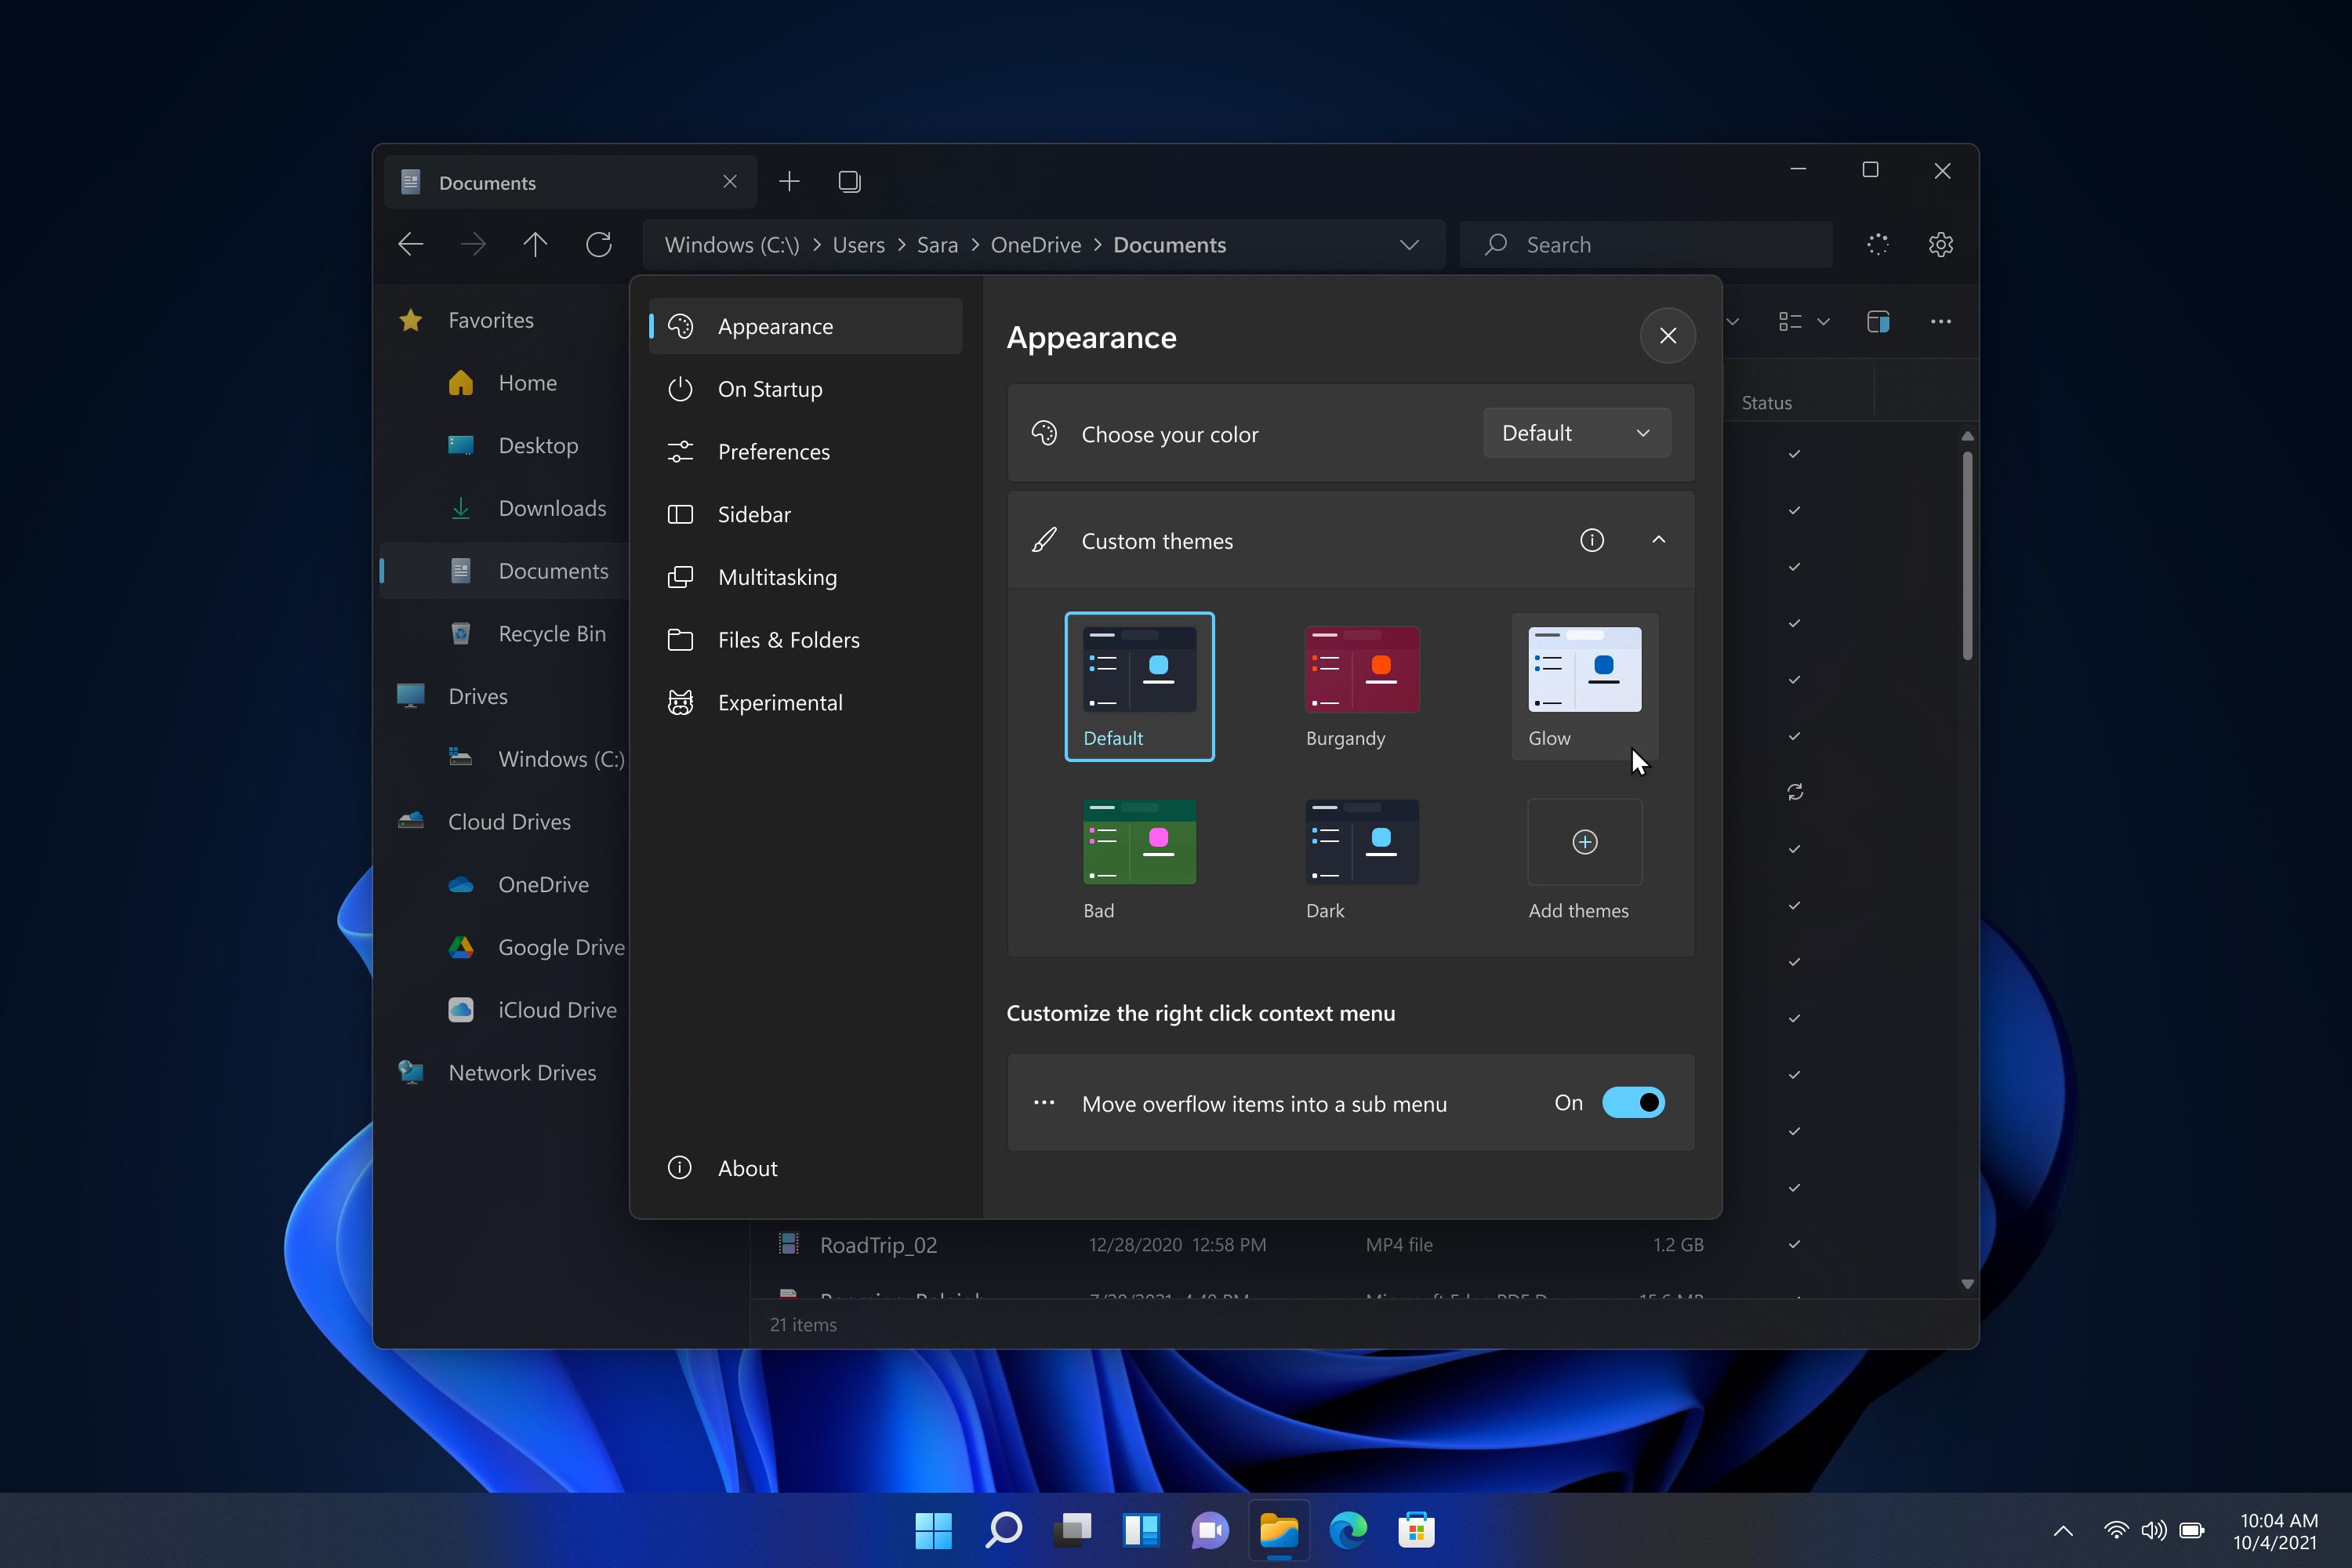 Documents
Windows (C:\) > Users > Sara > OneDrive > Documents
Search
Favorites
Home
Desktop
Downloads
Documents
Recycle Bin
Drives
Windows (C:)
Cloud Drives
OneDrive
Google Drive
iCloud Drive
Network Drives
Appearance
On Startup
Preferences
Sidebar
Multitasking
Files & Folders
Experimental
About
Appearance
Choose your color
Default
Custom themes
Default
Burgandy
Glow
Bad
Dark
Add themes
Customize the right click context menu
Move overflow items into a sub menu
On
Status
RoadTrip_02 12/28/2020 12:58 PM MP4 file 1.2 GB
21 items
10:04 AM
10/4/2021